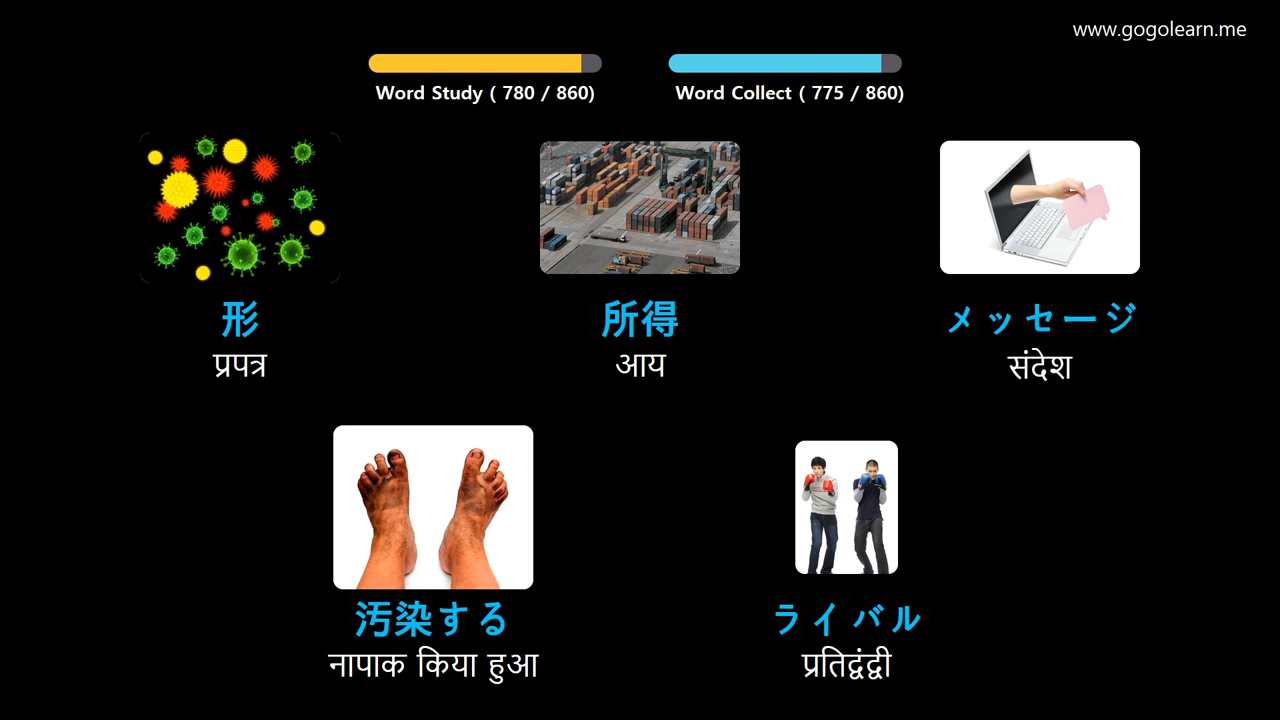 www.gogolearn.me
Word Study ( 780 / 860)
Word Collect ( 775 / 860)
形
प्रपत्र
所得
आय
メッセージ
संदेश
汚染する
नापाक किया हुआ
ライバル
प्रतिद्वंद्वी